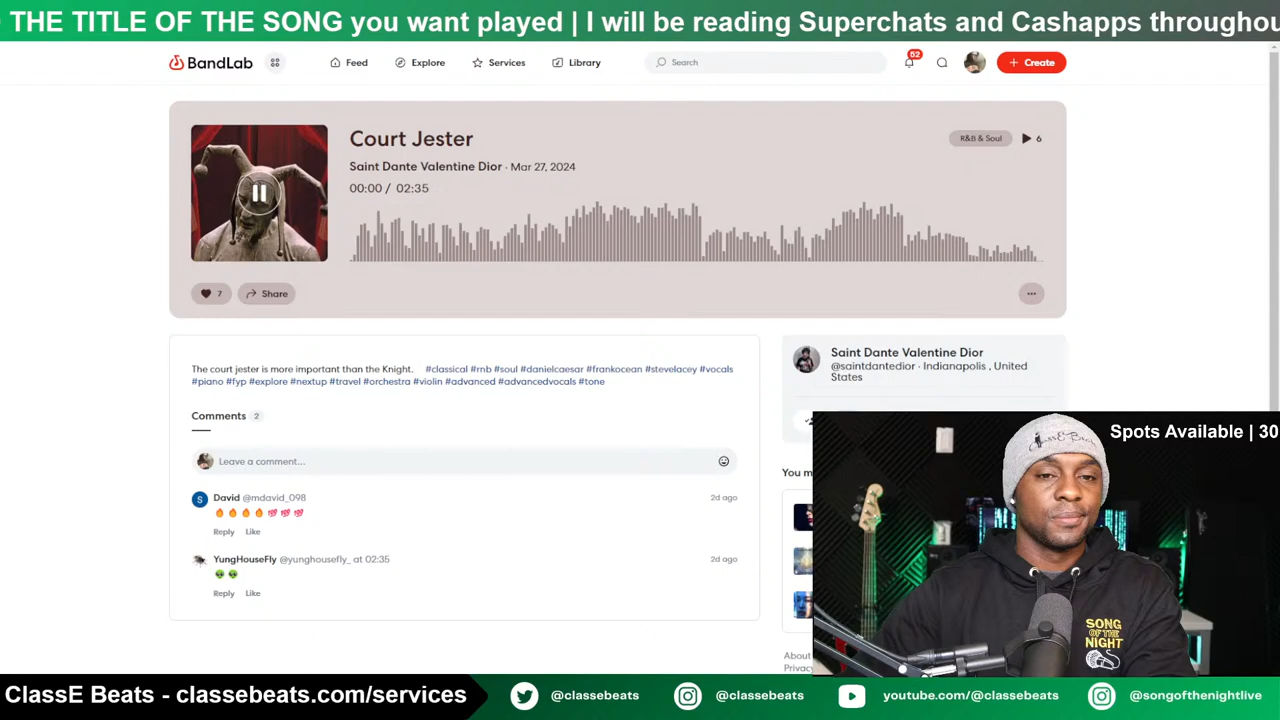 THE TITLE OF THE SONG you want played | I will be reading Superchats and Cashapps
BandLab
Feed
Explore
Services
Library
Search
52
Create
Court Jester
R&B & Soul
6
Saint Dante Valentine Dior · Mar 27, 2024
00:00 / 02:35
7
Share
The court jester is more important than the Knight. #classical #rnb #soul #danielcaesar #frankocean #stevelacey #vocals
#piano #fyp #explore #nextup #travel #orchestra #violin #advanced #advancedvocals #tone
Saint Dante Valentine Dior
@saintdantedior · Indianapolis , United
States
Comments 2
Leave a comment...
Spots Available | 30
You
S
David @mdavid_098
2d ago
🔥 🔥 🔥 🔥 💯 💯 💯
Reply Like
YungHouseFly @yunghousefly_ at 02:35
2d ago
👽 👽
Reply Like
SONG
OF THE
NIGHT
ClassE Beats
About
ClassE Beats - classebeats.com/services
@classebeats
@classebeats
youtube.com/@classebeats
@songofthenightlive